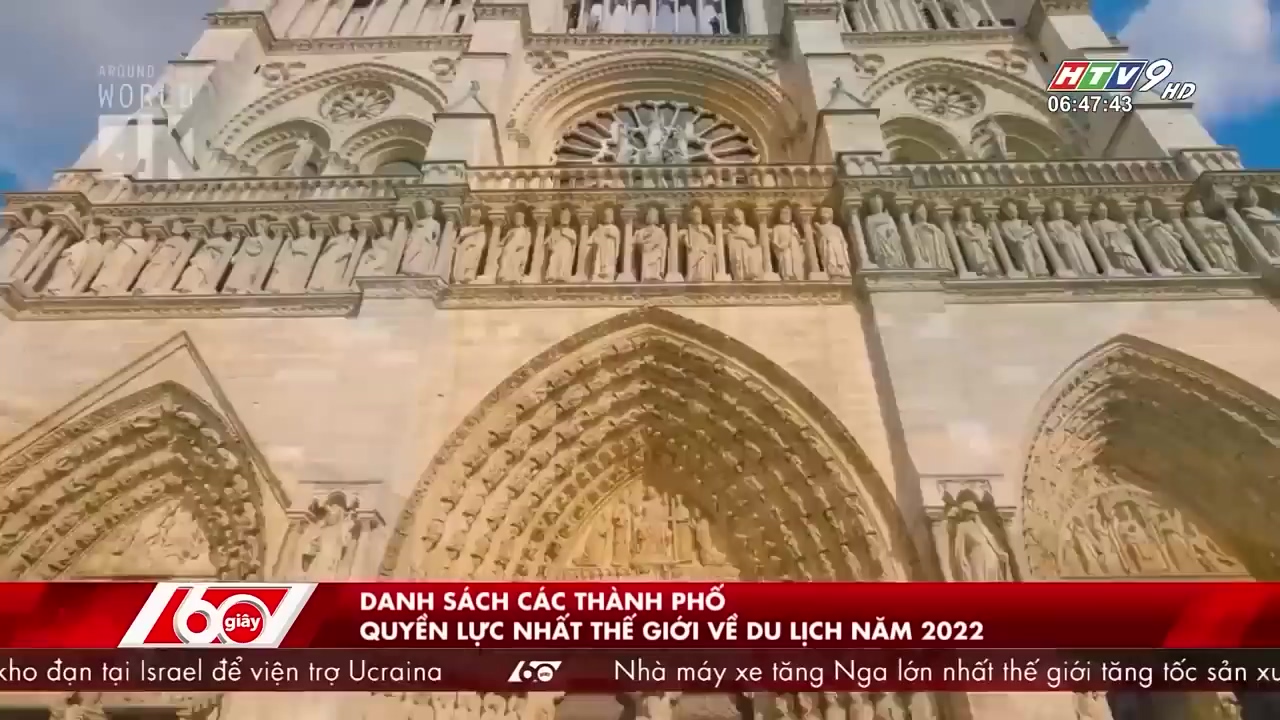 AROUND
WORLD
4K
HTV9 HD
06:47:43
60 giây
DANH SÁCH CÁC THÀNH PHỐ
QUYỀN LỰC NHẤT THẾ GIỚI VỀ DU LỊCH NĂM 2022
kho đạn tại Israel để viện trợ Ucraina 60 giây Nhà máy xe tăng Nga lớn nhất thế giới tăng tốc sản